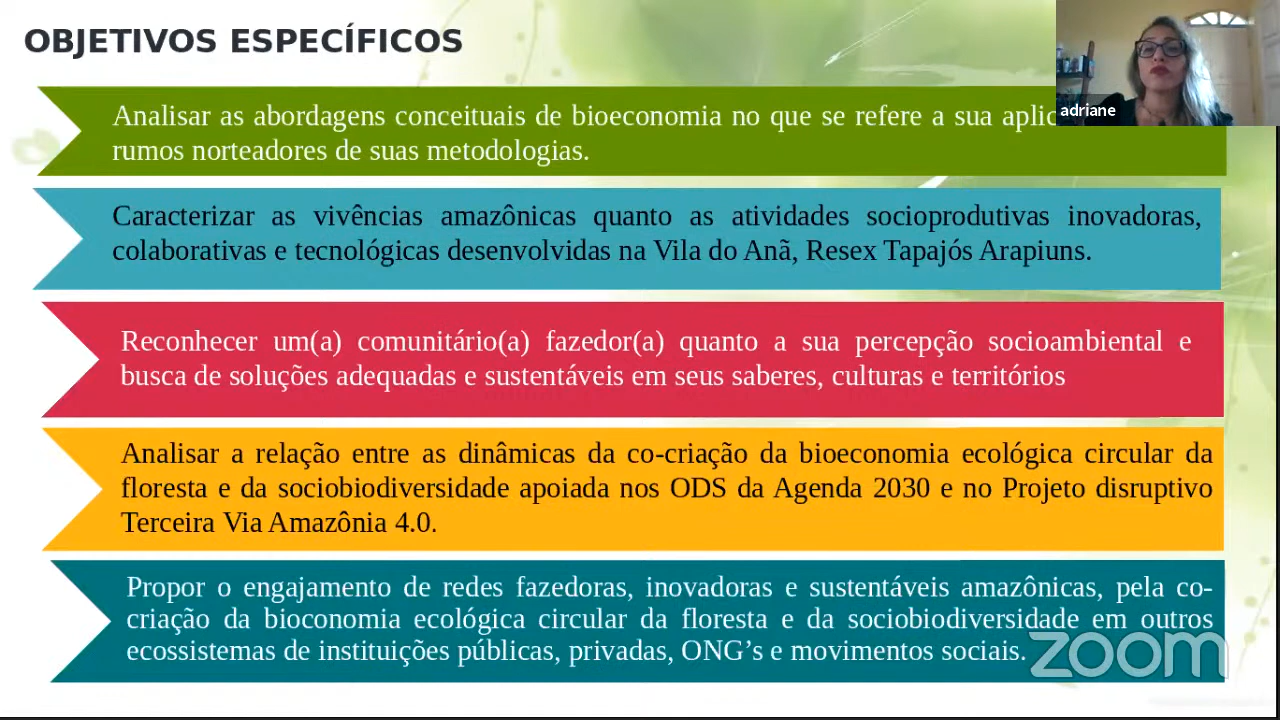 OBJETIVOS ESPECÍFICOS
adriane
Analisar as abordagens conceituais de bioeconomia no que se refere a sua
rumos norteadores de suas metodologias.
Caracterizar as vivências amazônicas quanto as atividades socioprodutivas inovadoras,
colaborativas e tecnológicas desenvolvidas na Vila do Anã, Resex Tapajós Arapiuns.
Reconhecer um(a) comunitário(a) fazedor(a) quanto a sua percepção socioambiental e
busca de soluções adequadas e sustentáveis em seus saberes, culturas e territórios
Analisar a relação entre as dinâmicas da co-criação da bioeconomia ecológica circular da
floresta e da sociobiodiversidade apoiada nos ODS da Agenda 2030 e no Projeto disruptivo
Terceira Via Amazônia 4.0.
Propor o engajamento de redes fazedoras, inovadoras e sustentáveis amazônicas, pela co-
criação da bioconomia ecológica circular da floresta e da sociobiodiversidade em outros
ecossistemas de instituições públicas, privadas, ONG's e movimentos sociais.
zoom